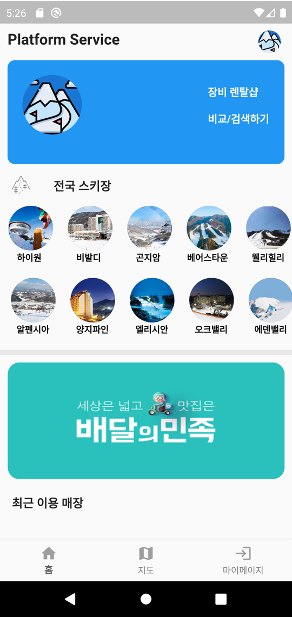 5:26
Platform Service
장비 렌탈샵
비교/검색하기
전국 스키장
하이원 비발디 곤지암 베어스타운 웰리힐리
알펜시아 양지파인 엘리시안 오크밸리 에덴밸리
세상은 넓고 맛집은
배달의민족
최근 이용 매장
홈 지도 마이페이지